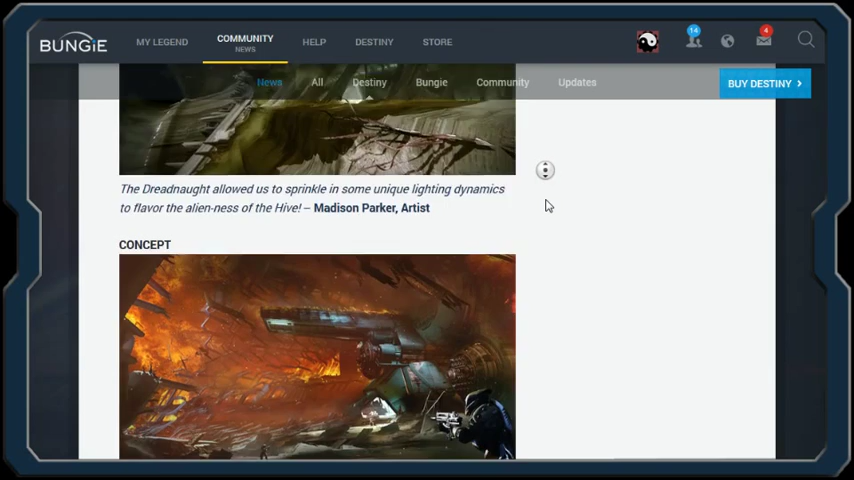 BUNGiE
MY LEGEND
COMMUNITY
NEWS
HELP
DESTINY
STORE
14
4
News
All
Destiny
Bungie
Community
Updates
BUY DESTINY
The Dreadnaught allowed us to sprinkle in some unique lighting dynamics
to flavor the alien-ness of the Hive! – Madison Parker, Artist
CONCEPT